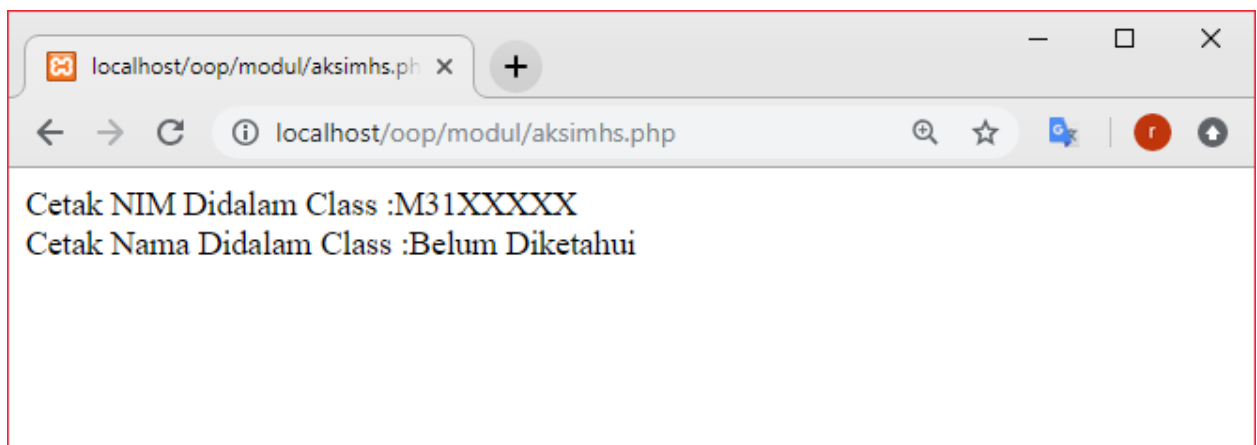 localhost/oop/modul/aksimhs.ph
localhost/oop/modul/aksimhs.php
r
Cetak NIM Didalam Class :M31XXXXX
Cetak Nama Didalam Class :Belum Diketahui